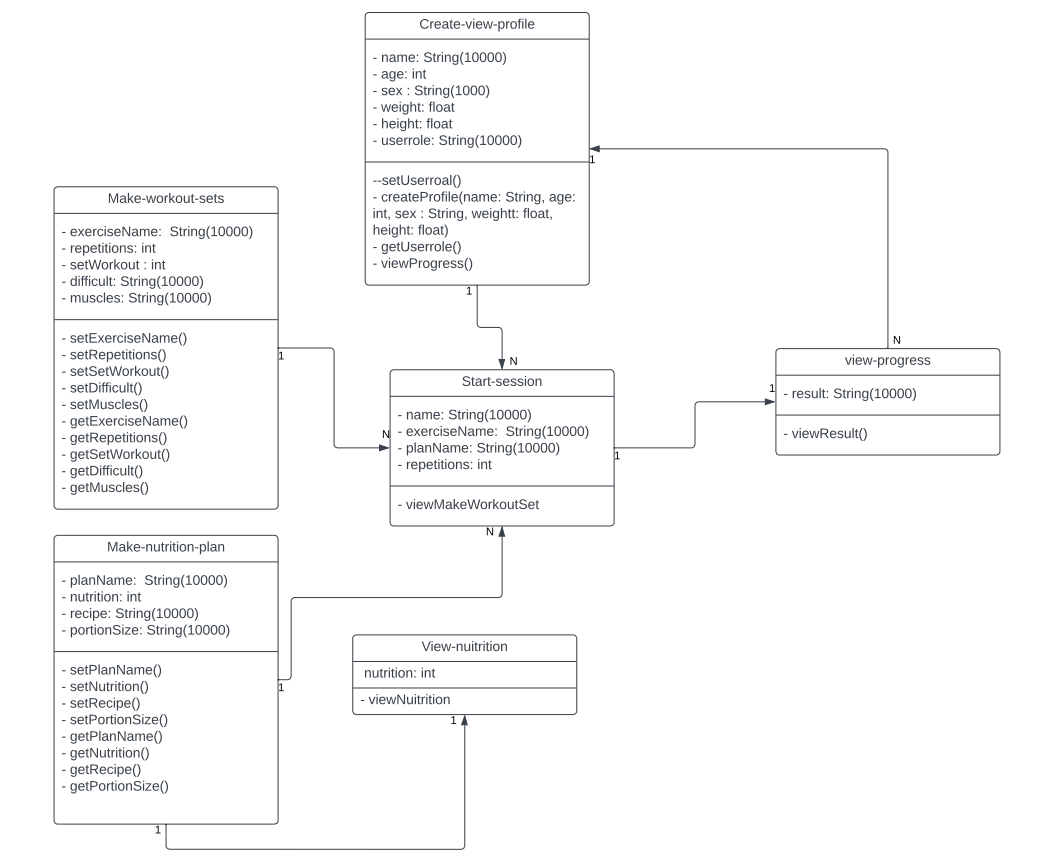 Create-view-profile
- name: String(10000)
- age: int
- sex : String(1000)
- weight: float
- height: float
- userrole: String(10000)
1
--setUserroal()
- createProfile(name: String, age:
int, sex : String, weightt: float,
height: float)
- getUserrole()
- viewProgress()
1
Make-workout-sets
- exerciseName:  String(10000)
- repetitions: int
- setWorkout : int
- difficult: String(10000)
- muscles: String(10000)
- setExerciseName()
- setRepetitions()
- setSetWorkout()
- setDifficult()
- setMuscles()
- getExerciseName()
- getRepetitions()
- getSetWorkout()
- getDifficult()
- getMuscles()
1
N
N
Start-session
- name: String(10000)
- exerciseName:  String(10000)
- planName: String(10000)
- repetitions: int
- viewMakeWorkoutSet
1
N
N
view-progress
1
- result: String(10000)
- viewResult()
Make-nutrition-plan
- planName:  String(10000)
- nutrition: int
- recipe: String(10000)
- portionSize: String(10000)
- setPlanName()
- setNutrition()
- setRecipe()
- setPortionSize()
- getPlanName()
- getNutrition()
- getRecipe()
- getPortionSize()
1
1
View-nuitrition
nutrition: int
- viewNuitrition
1